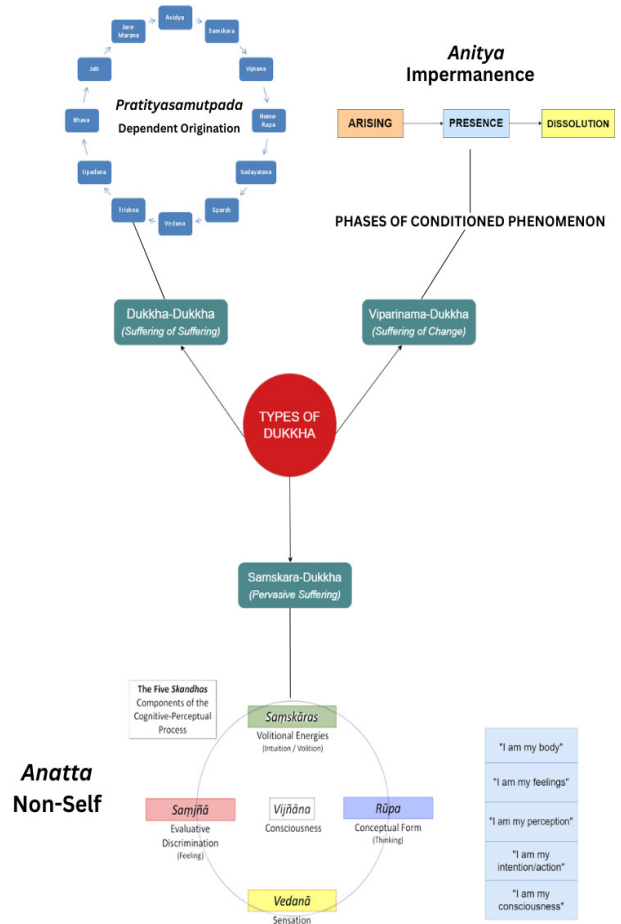 Avidya
Samskara
Vijnana
Nama-
Rupa
Sadayatana
Sparsh
Vedana
Trishna
Upadana
Bhava
Jati
Jara-
Marana
Pratityasamutpada
Dependent Origination
Anitya
Impermanence
ARISING
PRESENCE
DISSOLUTION
PHASES OF CONDITIONED PHENOMENON
Dukkha-Dukkha
(Suffering of Suffering)
Viparinama-Dukkha
(Suffering of Change)
TYPES OF
DUKKHA
Samskara-Dukkha
(Pervasive Suffering)
The Five Skandhas
Components of the
Cognitive-Perceptual
Process
Saṃskāras
Volitional Energies
(Intuition / Volition)
Anatta
Non-Self
Saṃjñā
Evaluative
Discrimination
(Feeling)
Vijñāna
Consciousness
Rūpa
Conceptual Form
(Thinking)
Vedanā
Sensation
"I am my body"
"I am my feelings"
"I am my perception"
"I am my
intention/action"
"I am my
consciousness"